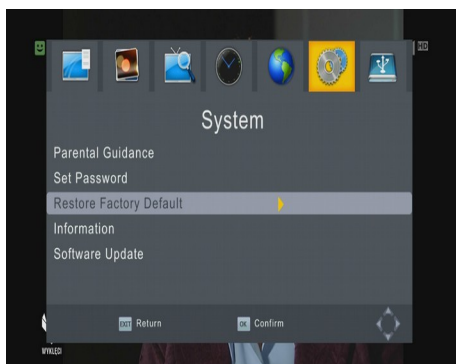 HD
System
Parental Guidance
Set Password
Restore Factory Default
Information
Software Update
EXIT Return
OK Confirm
WYKLĘCI